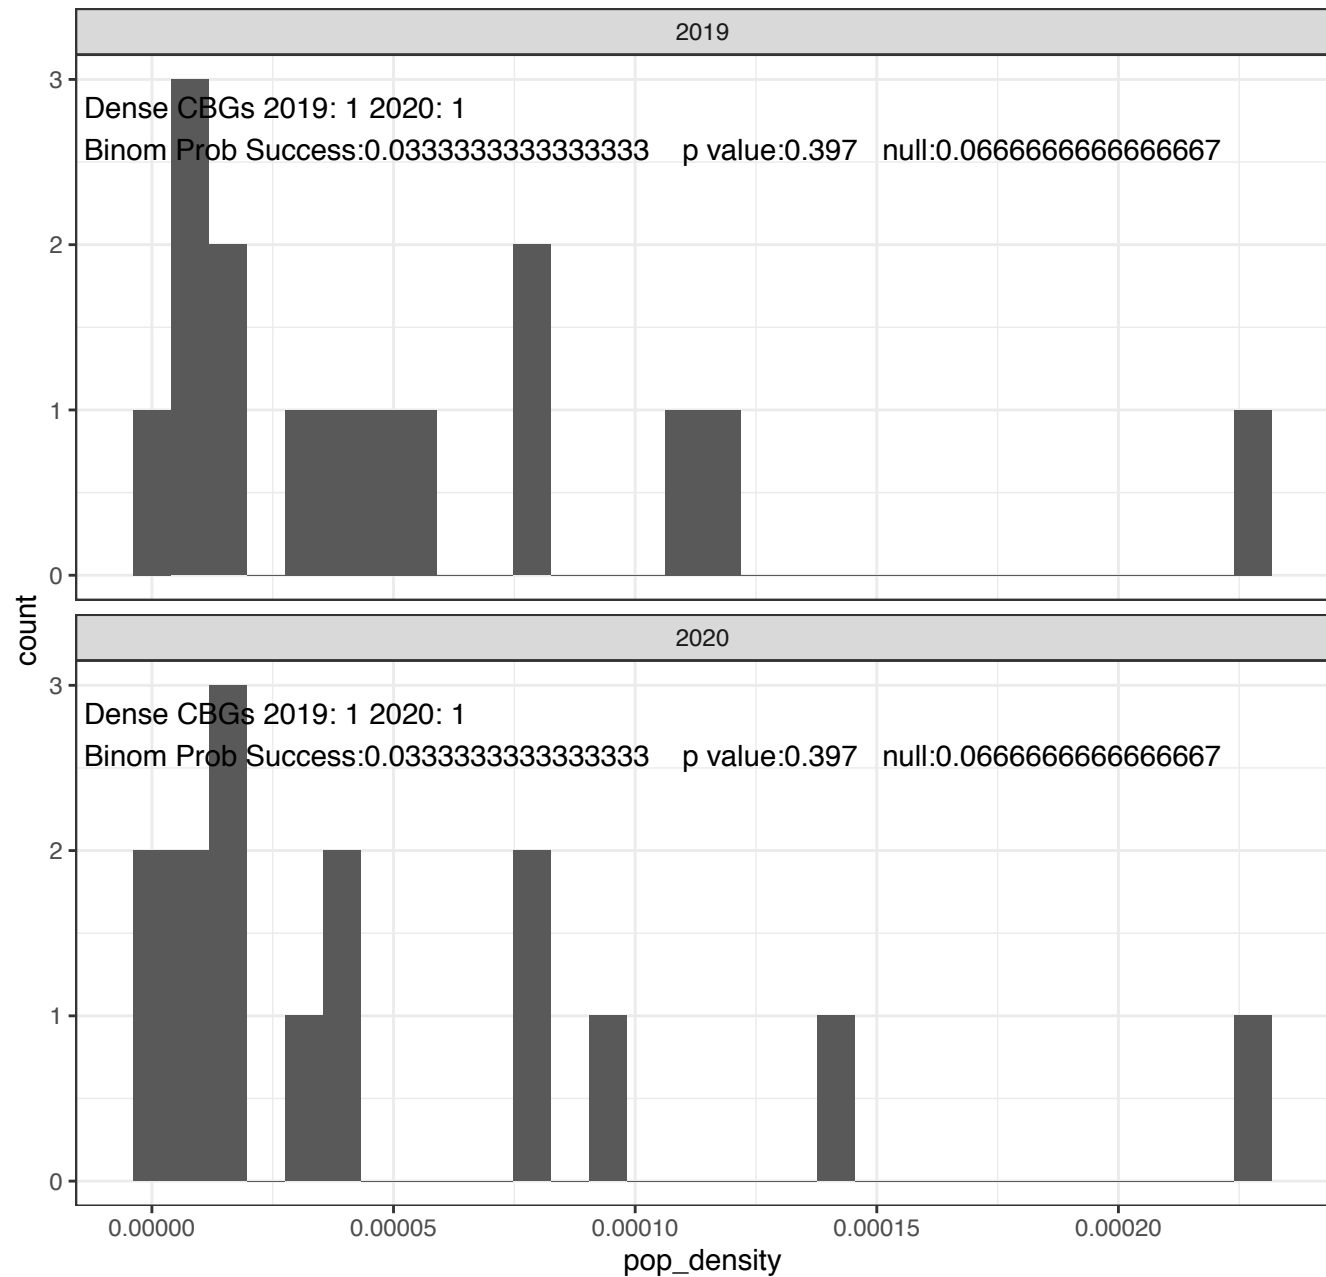 2019
3
Dense CBGs 2019: 1 2020: 1
Binom Prob Success:0.0333333333333333 p value:0.397 null:0.0666666666666667
2
1
0
count
2020
3
Dense CBGs 2019: 1 2020: 1
Binom Prob Success:0.0333333333333333 p value:0.397 null:0.0666666666666667
2
1
0
0.00000 0.00005 0.00010 0.00015 0.00020
pop_density